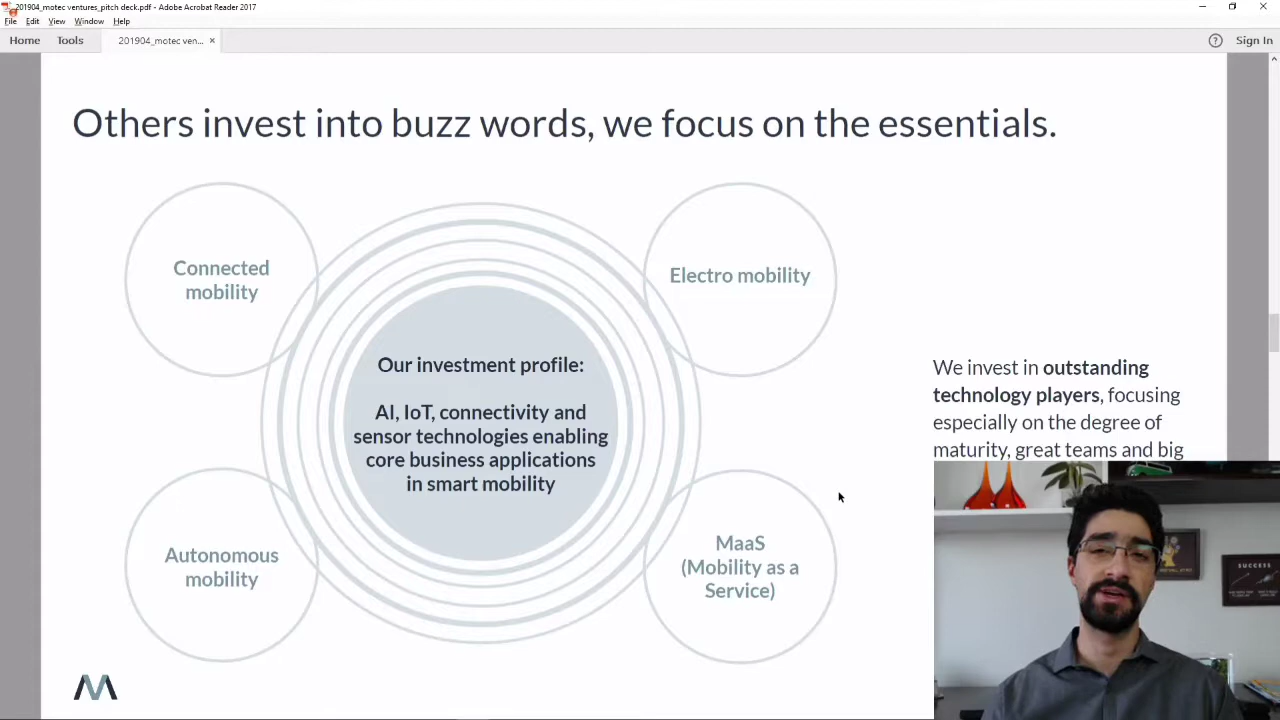 201904_motec ventures_pitch deck.pdf - Adobe Acrobat Reader 2017
File Edit View Window Help
Home Tools 201904_motec ven... × Sign In
Others invest into buzz words, we focus on the essentials.
Connected
mobility
Electro mobility
Our investment profile:
AI, IoT, connectivity and
sensor technologies enabling
core business applications
in smart mobility
We invest in outstanding
technology players, focusing
especially on the degree of
maturity, great teams and big
Autonomous
mobility
MaaS
(Mobility as a
Service)
SUCCESS